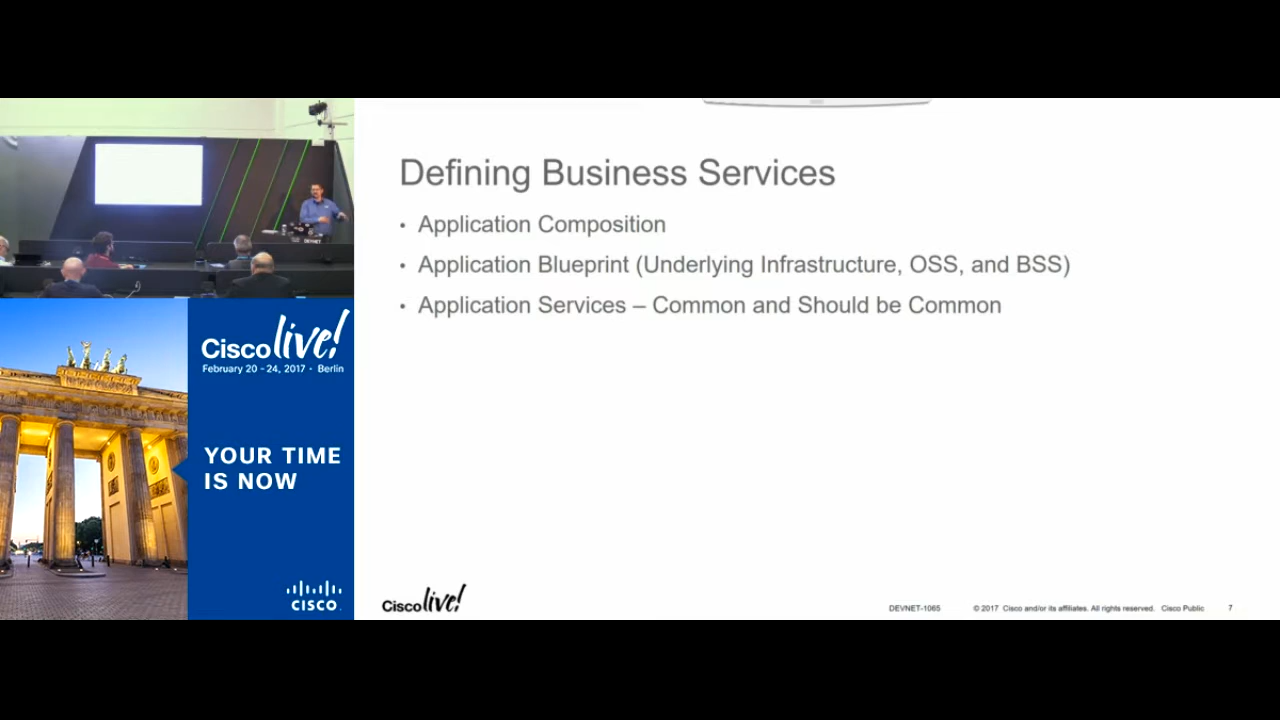 Defining Business Services
• Application Composition
• Application Blueprint (Underlying Infrastructure, OSS, and BSS)
• Application Services – Common and Should be Common
DEVNET
Cisco live!
February 20 - 24, 2017 • Berlin
YOUR TIME
IS NOW
CISCO
Cisco live!
DEVNET-1065
© 2017 Cisco and/or its affiliates. All rights reserved. Cisco Public
7